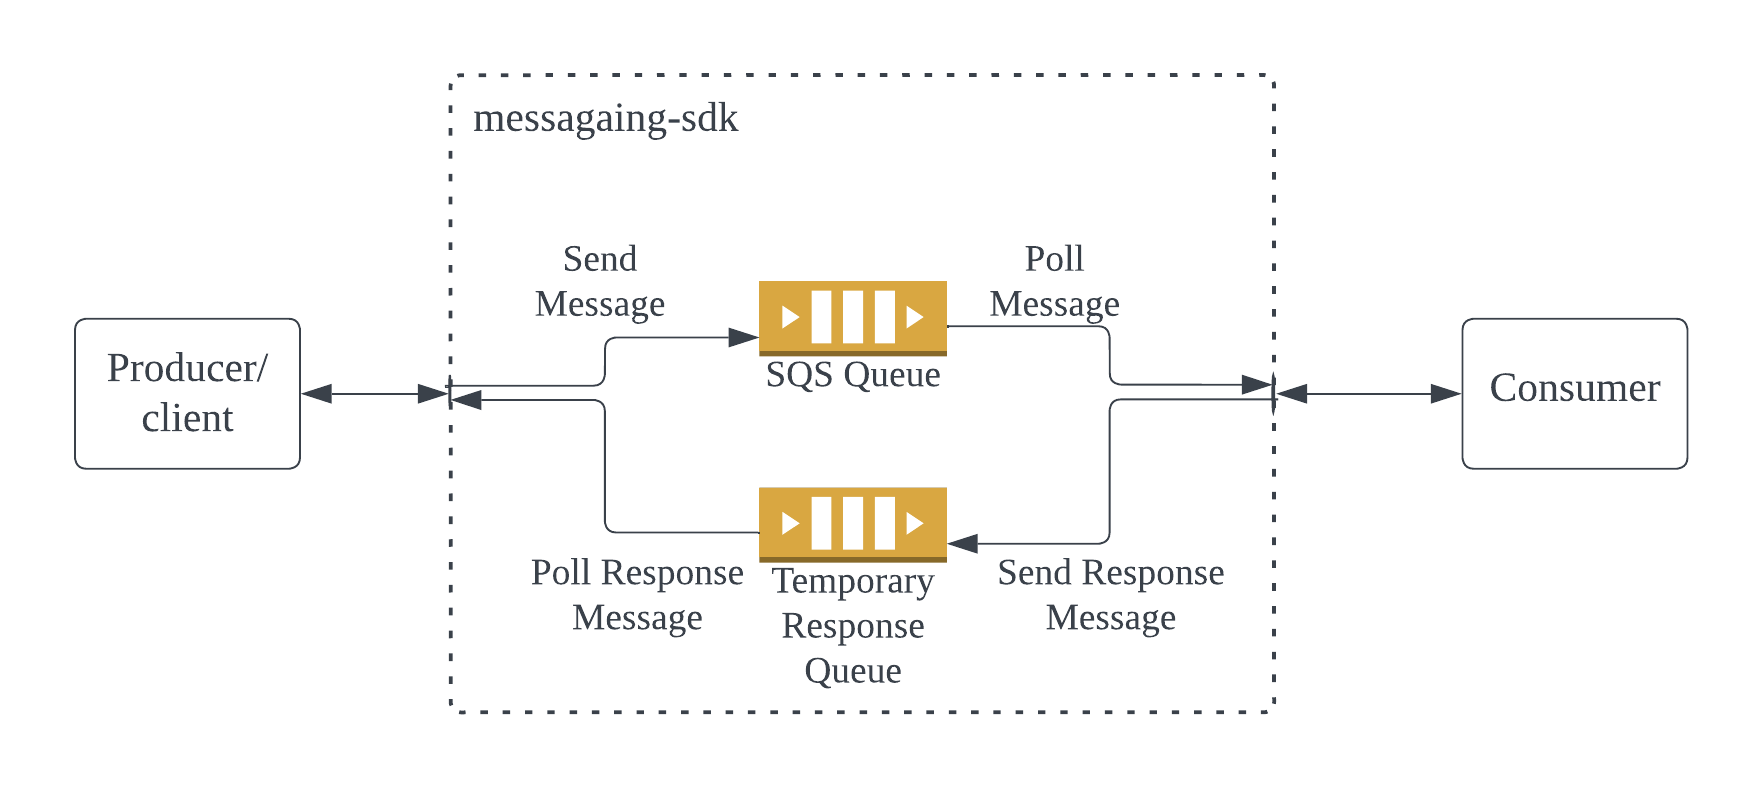 messagaing-sdk
Send
Message
Poll
Message
Producer/
client
SQS Queue
Consumer
Poll Response
Message
Temporary
Response
Queue
Send Response
Message